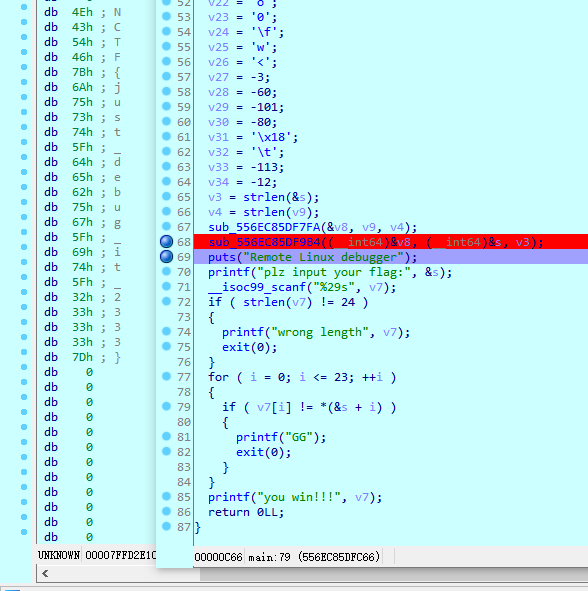 db 4Eh ; N
db 43h ; C
db 54h ; T
db 46h ; F
db 7Bh ; {
db 6Ah ; j
db 75h ; u
db 73h ; s
db 74h ; t
db 5Fh ; _
db 64h ; d
db 65h ; e
db 62h ; b
db 75h ; u
db 67h ; g
db 5Fh ; _
db 69h ; i
db 74h ; t
db 5Fh ; _
db 32h ; 2
db 33h ; 3
db 33h ; 3
db 33h ; 3
db 7Dh ; }
db 0
db 0
db 0
db 0
db 0
db 0
db 0
db 0
db 0
db 0
db 0
db 0
UNKNOWN 00007FFD2E1C
52 v22 = '8';
53 v23 = '0';
54 v24 = '\f';
55 v25 = 'w';
56 v26 = '<';
57 v27 = -3;
58 v28 = -60;
59 v29 = -101;
60 v30 = -80;
61 v31 = '\x18';
62 v32 = '\t';
63 v33 = -113;
64 v34 = -12;
65 v3 = strlen(&s);
66 v4 = strlen(v9);
67 sub_556EC85DF7FA(&v8, v9, v4);
68 sub_556EC85DF9B4((__int64)&v8, (__int64)&s, v3);
69 puts("Remote Linux debugger");
70 printf("plz input your flag:", &s);
71 __isoc99_scanf("%29s", v7);
72 if ( strlen(v7) != 24 )
73 {
74 printf("wrong length", v7);
75 exit(0);
76 }
77 for ( i = 0; i <= 23; ++i )
78 {
79 if ( v7[i] != *(&s + i) )
80 {
81 printf("GG");
82 exit(0);
83 }
84 }
85 printf("you win!!!", v7);
86 return 0LL;
87 }
00000C66 main:79 (556EC85DFC66)